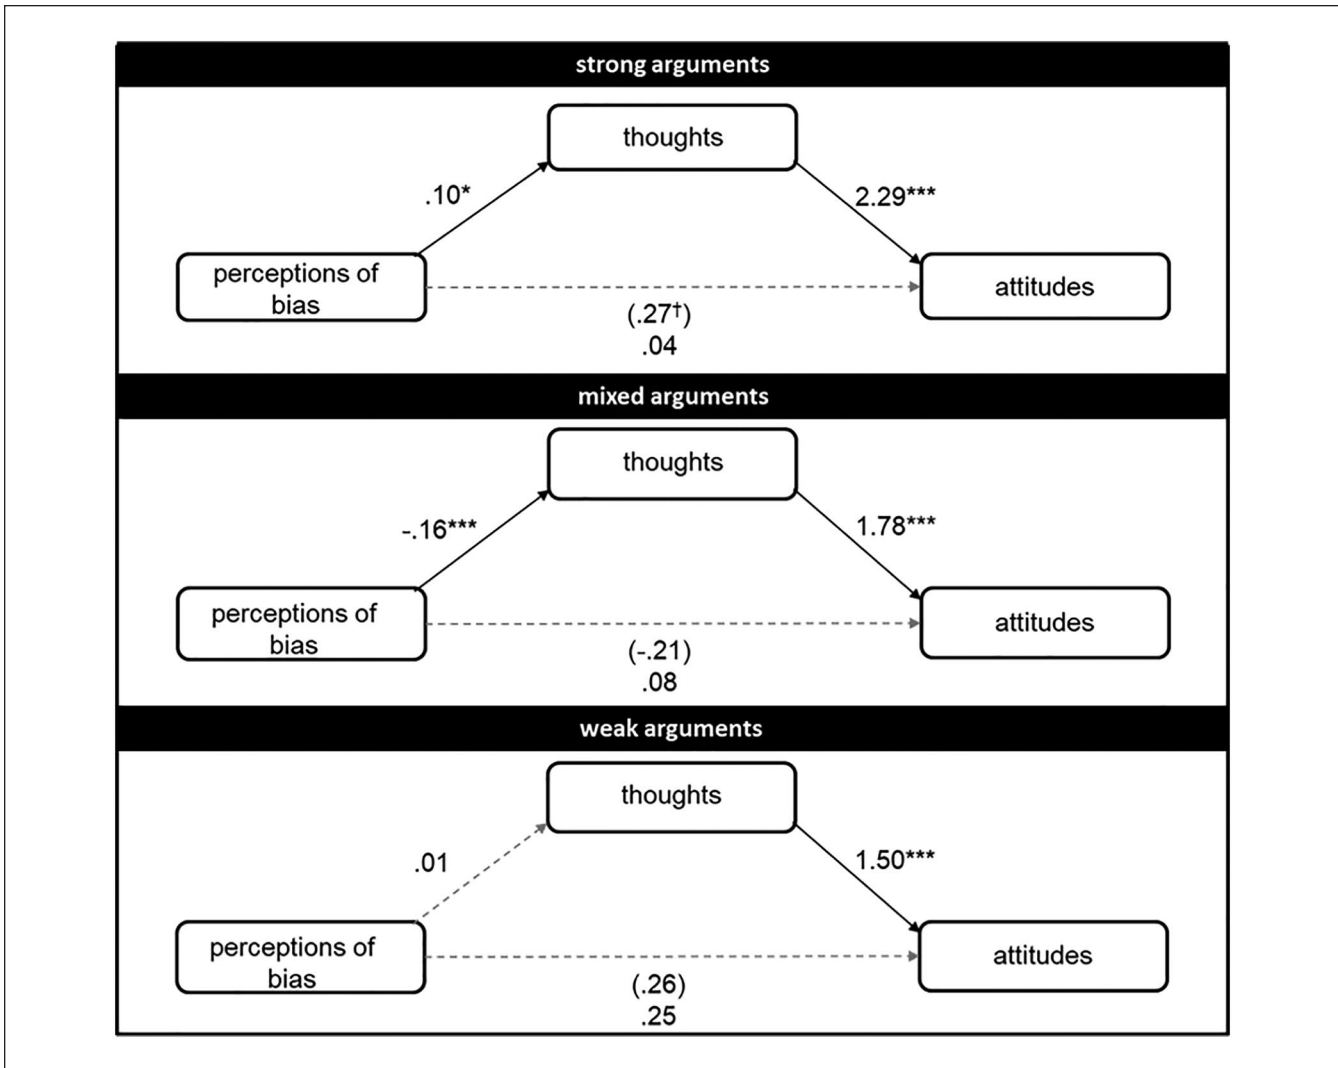 strong arguments
thoughts
.10*
2.29***
perceptions of
bias
attitudes
(.27†)
.04
mixed arguments
thoughts
-.16***
1.78***
perceptions of
bias
attitudes
(-.21)
.08
weak arguments
thoughts
.01
1.50***
perceptions of
bias
attitudes
(.26)
.25